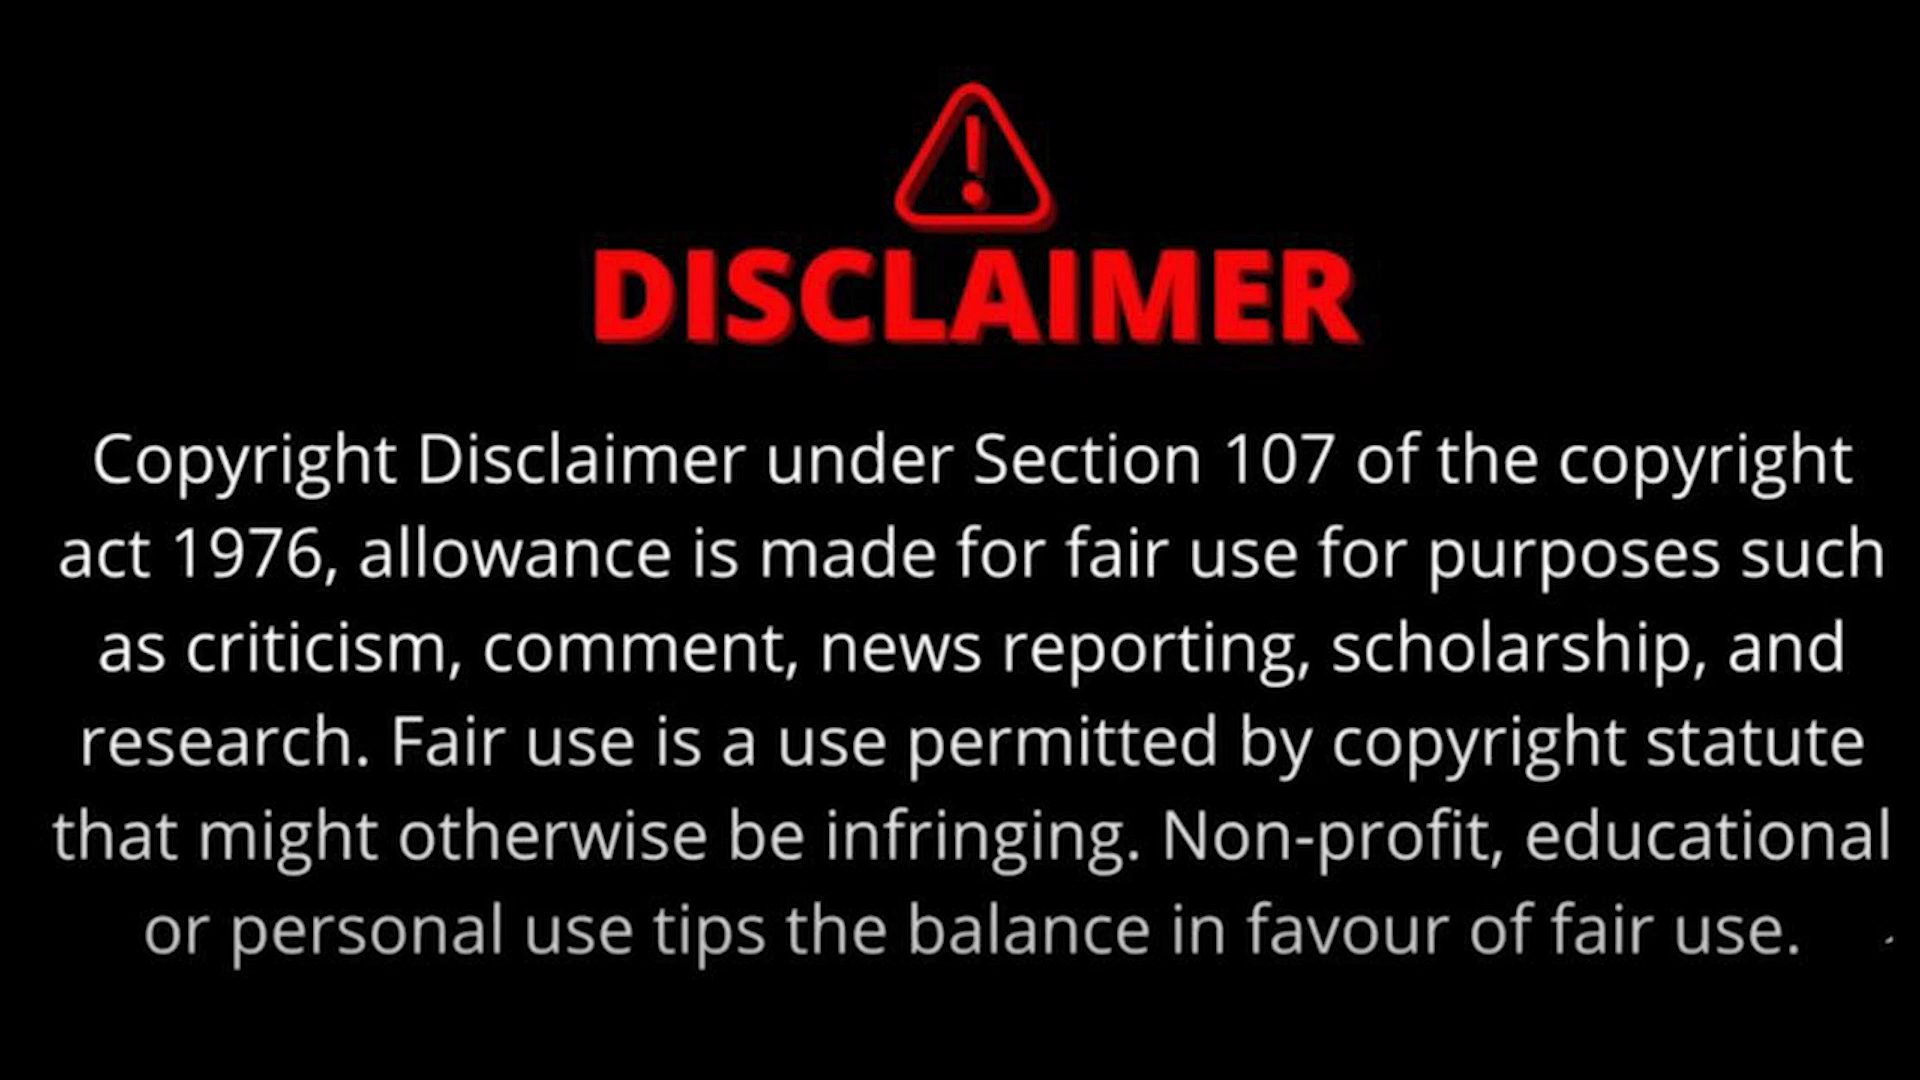 DISCLAIMER
Copyright Disclaimer under Section 107 of the copyright
act 1976, allowance is made for fair use for purposes such
as criticism, comment, news reporting, scholarship, and
research. Fair use is a use permitted by copyright statute
that might otherwise be infringing. Non-profit, educational
or personal use tips the balance in favour of fair use.